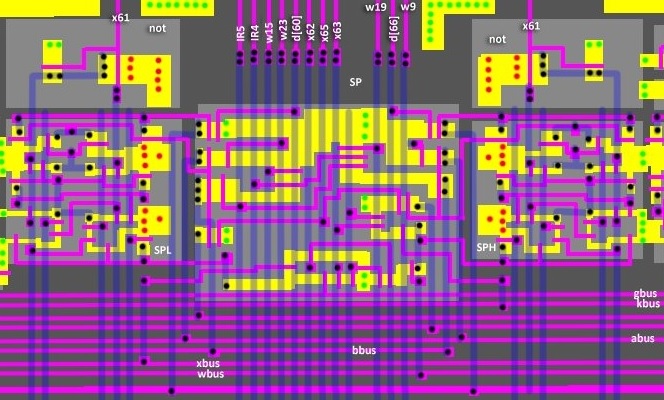 x61
not
IR5
IR4
w15
w23
d[60]
x62
x65
x63
w19
d[66]
w9
x61
not
SP
SPL
SPH
gbus
kbus
abus
bbus
xbus
wbus